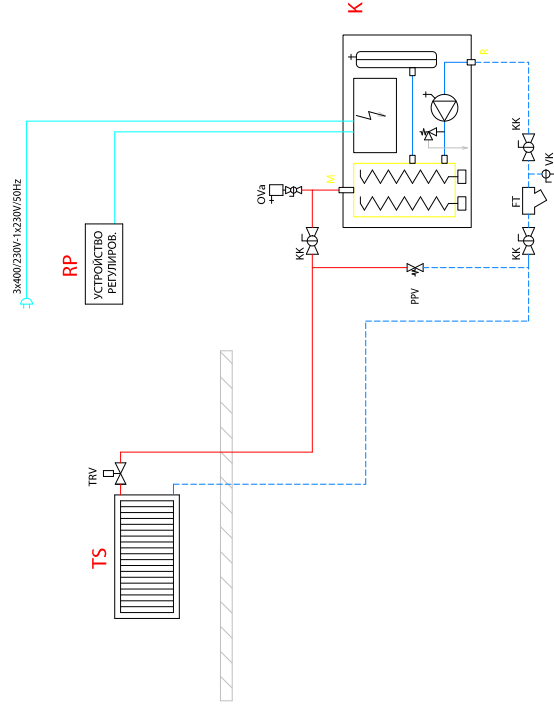 K
R
3x400/230V-1x230V/50Hz
KK
VK
M
OVa
FT
RP
УСТРОЙСТВО
РЕГУЛИРОВ.
KK
KK
PPV
TRV
TS